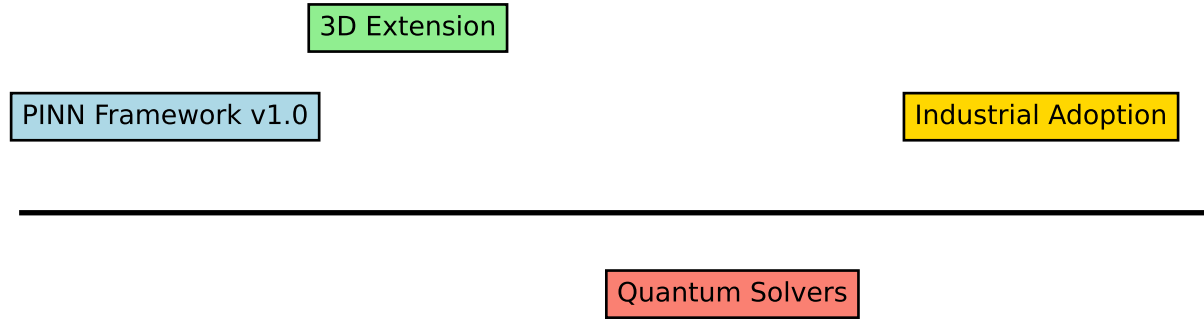 3D Extension
PINN Framework v1.0
Industrial Adoption
Quantum Solvers